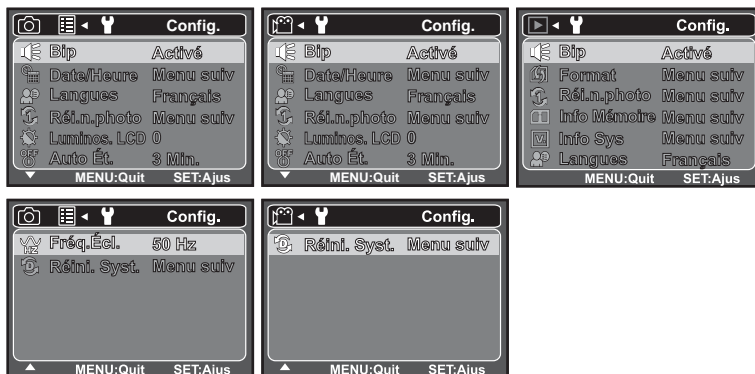 Config.
Bip Activé
Date/Heure Menu suiv
Langues Français
Réi.n.photo Menu suiv
Luminos. LCD 0
OFF Auto Ét. 3 Min.
MENU:Quit SET:Ajus
Config.
Bip Activé
Date/Heure Menu suiv
Langues Français
Réi.n.photo Menu suiv
Luminos. LCD 0
OFF Auto Ét. 3 Min.
MENU:Quit SET:Ajus
Config.
Bip Activé
Format Menu suiv
Réi.n.photo Menu suiv
Info Mémoire Menu suiv
Info Sys Menu suiv
Langues Français
MENU:Quit SET:Ajus
Config.
HZ Fréq.Écl. 50 Hz
Réini. Syst. Menu suiv
MENU:Quit SET:Ajus
Config.
Réini. Syst. Menu suiv
MENU:Quit SET:Ajus